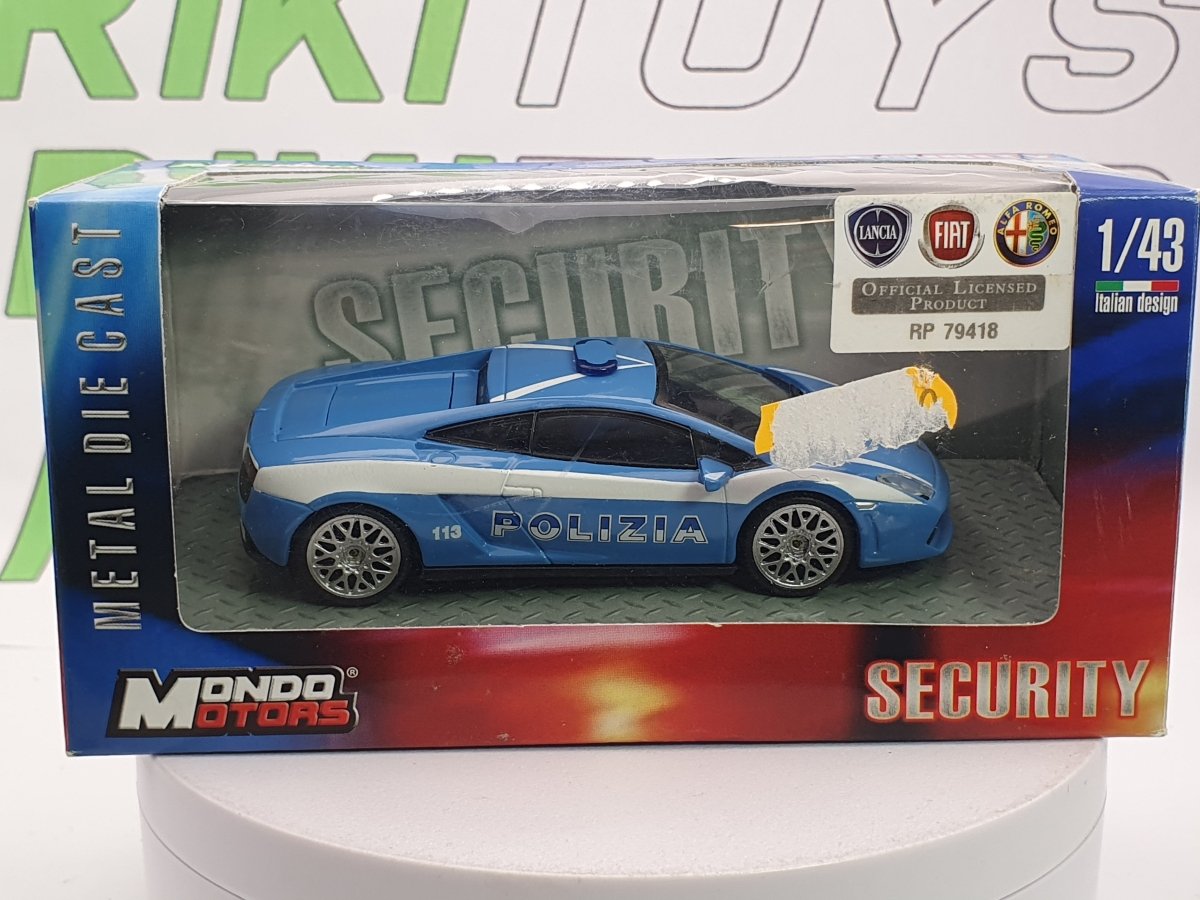 RIKITOYS
METAL DIE CAST
SECURITY
LANCIA
FIAT
ALFA ROMEO
OFFICIAL LICENSED
PRODUCT
RP 79418
1/43
Italian design
113
POLIZIA
MONDO
MOTORS®
SECURITY